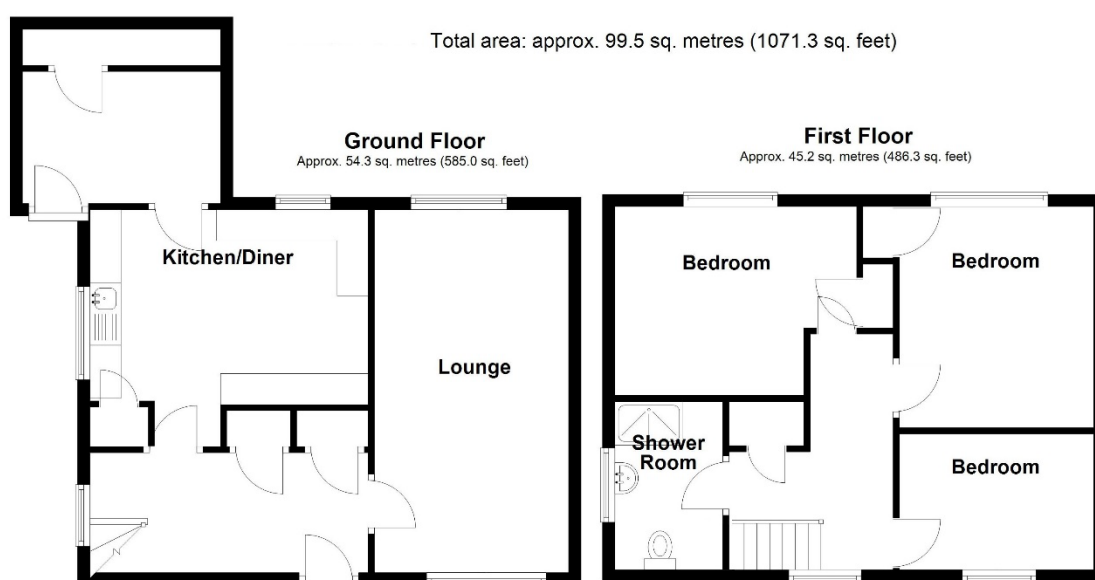 Total area: approx. 99.5 sq. metres (1071.3 sq. feet)
Ground Floor
Approx. 54.3 sq. metres (585.0 sq. feet)
First Floor
Approx. 45.2 sq. metres (486.3 sq. feet)
Kitchen/Diner
Lounge
Bedroom
Bedroom
Shower
Room
Bedroom